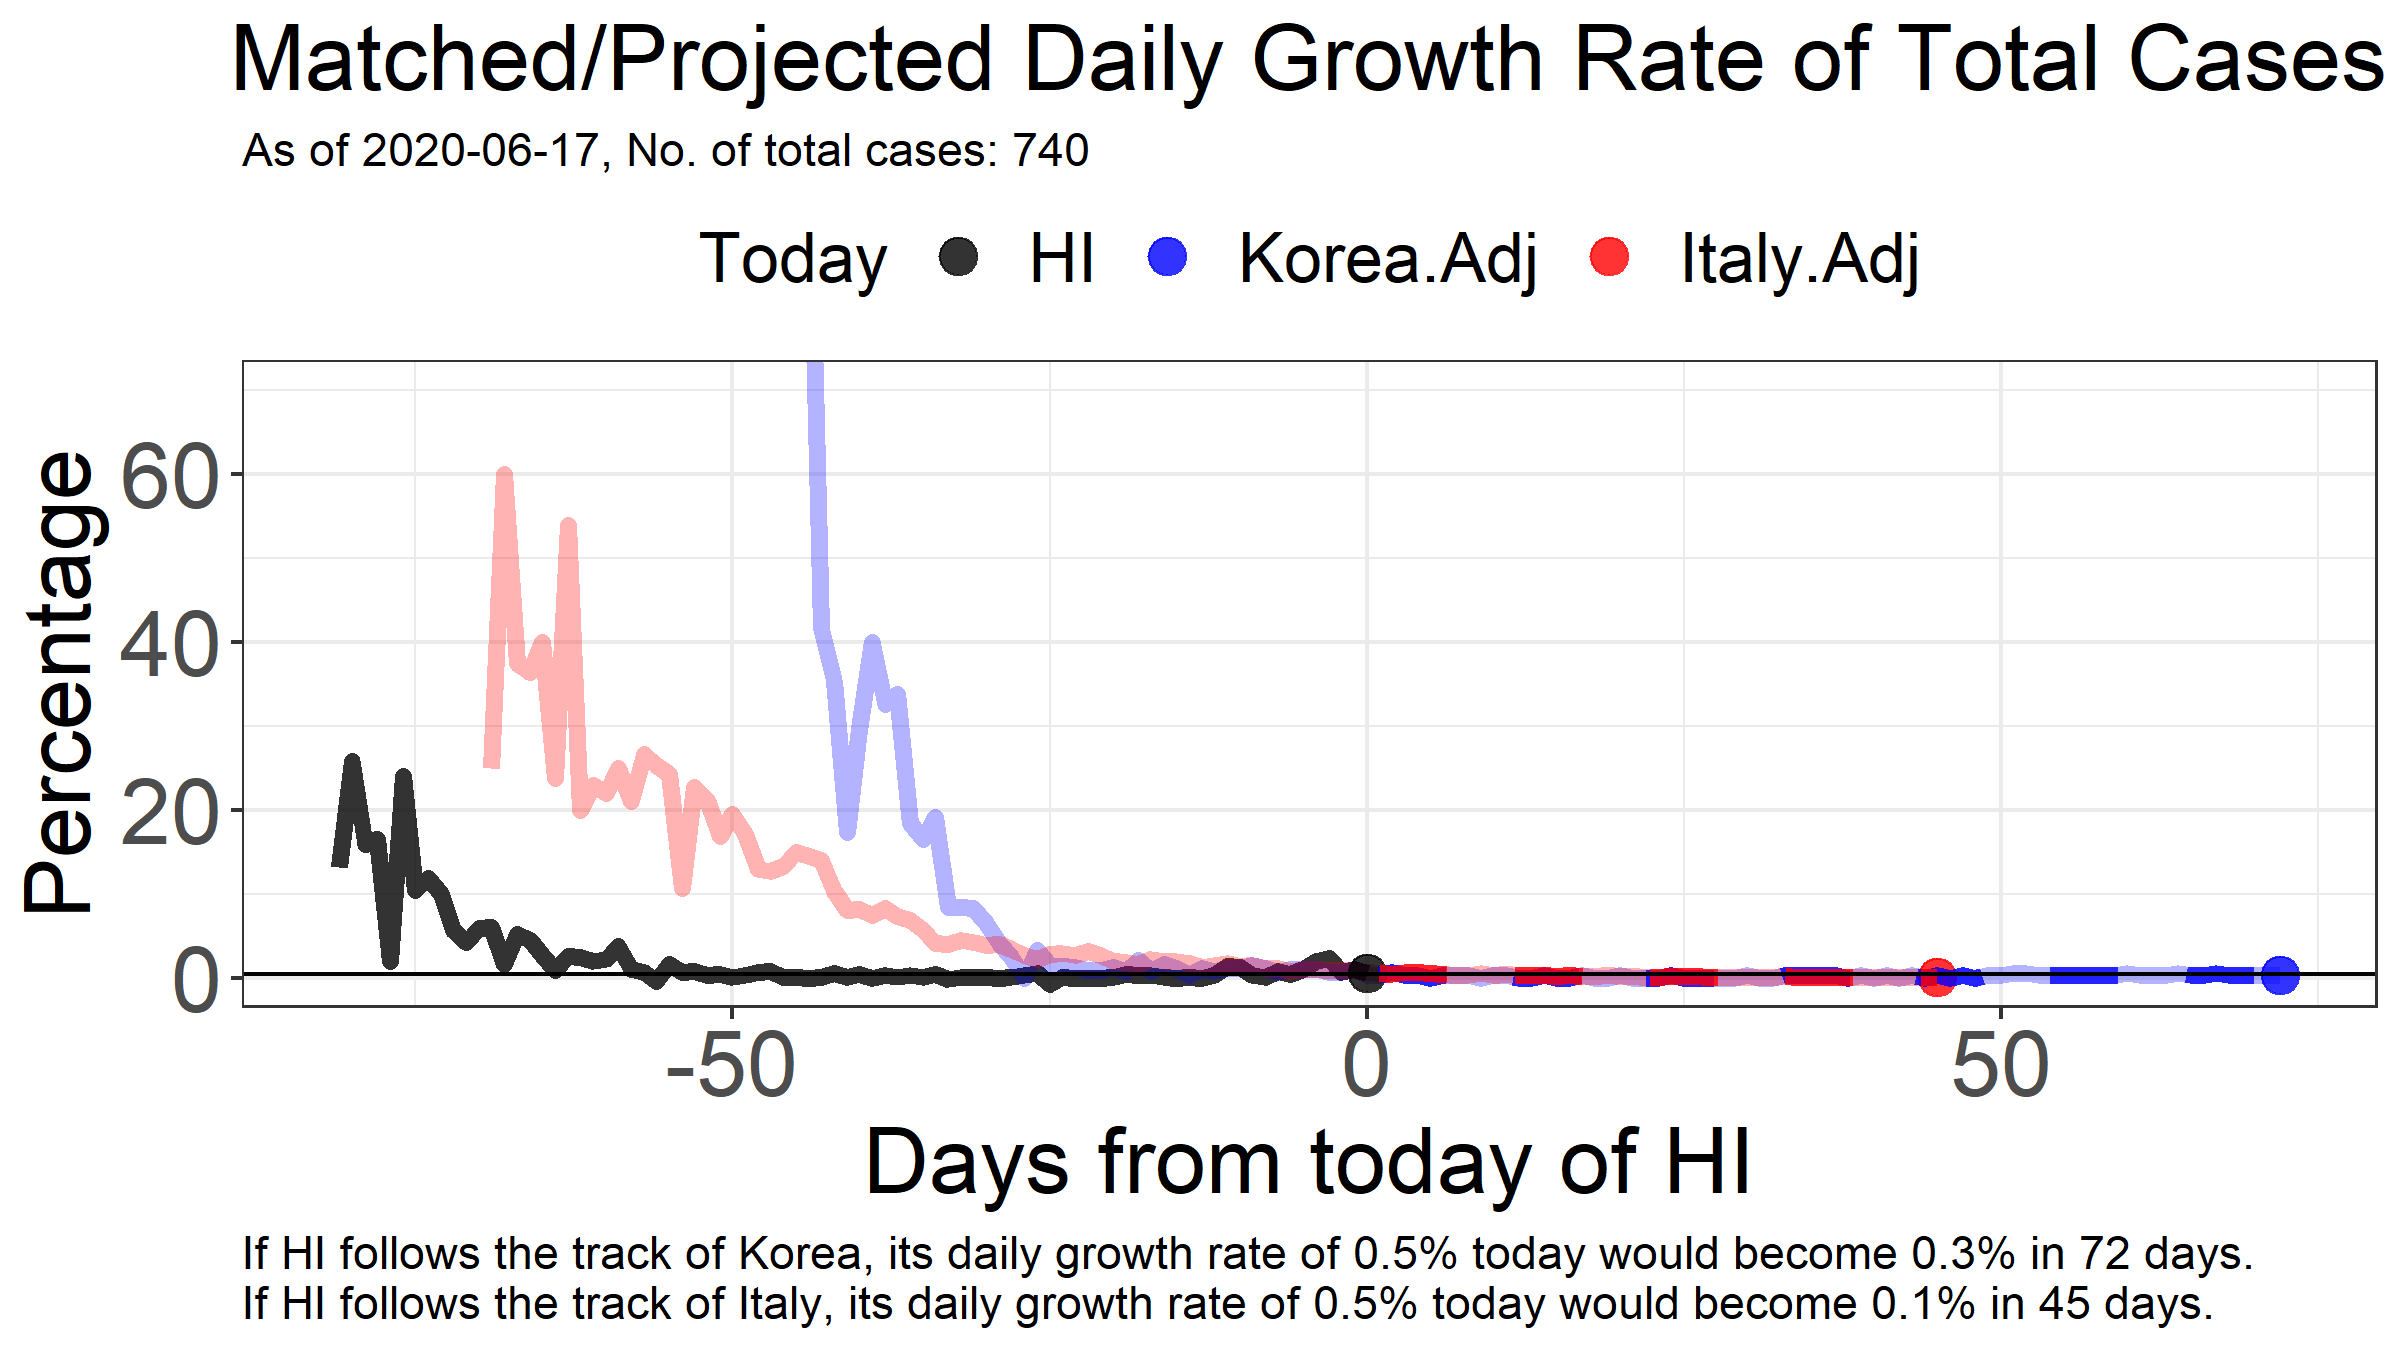 Matched/Projected Daily Growth Rate of Total Cases
As of 2020-06-17, No. of total cases: 740
Today HI Korea.Adj Italy.Adj
Percentage
60
40
20
0
-50 0 50
Days from today of HI
If HI follows the track of Korea, its daily growth rate of 0.5% today would become 0.3% in 72 days.
If HI follows the track of Italy, its daily growth rate of 0.5% today would become 0.1% in 45 days.